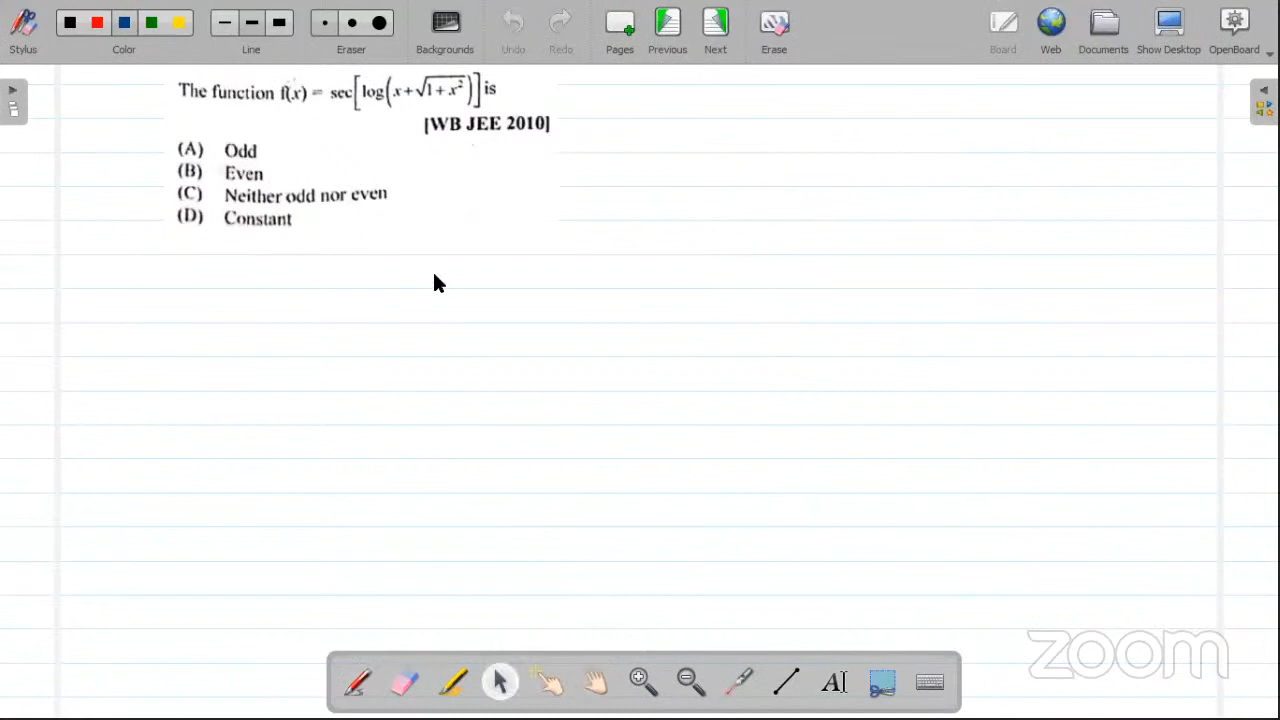 Stylus
Color
Line
Eraser
Backgrounds
Undo
Redo
Pages
Previous
Next
Erase
Board
Web
Documents
Show Desktop
OpenBoard
The function f(x) = sec[log(x+√1+x²)] is
[WB JEE 2010]
(A) Odd
(B) Even
(C) Neither odd nor even
(D) Constant
zoom